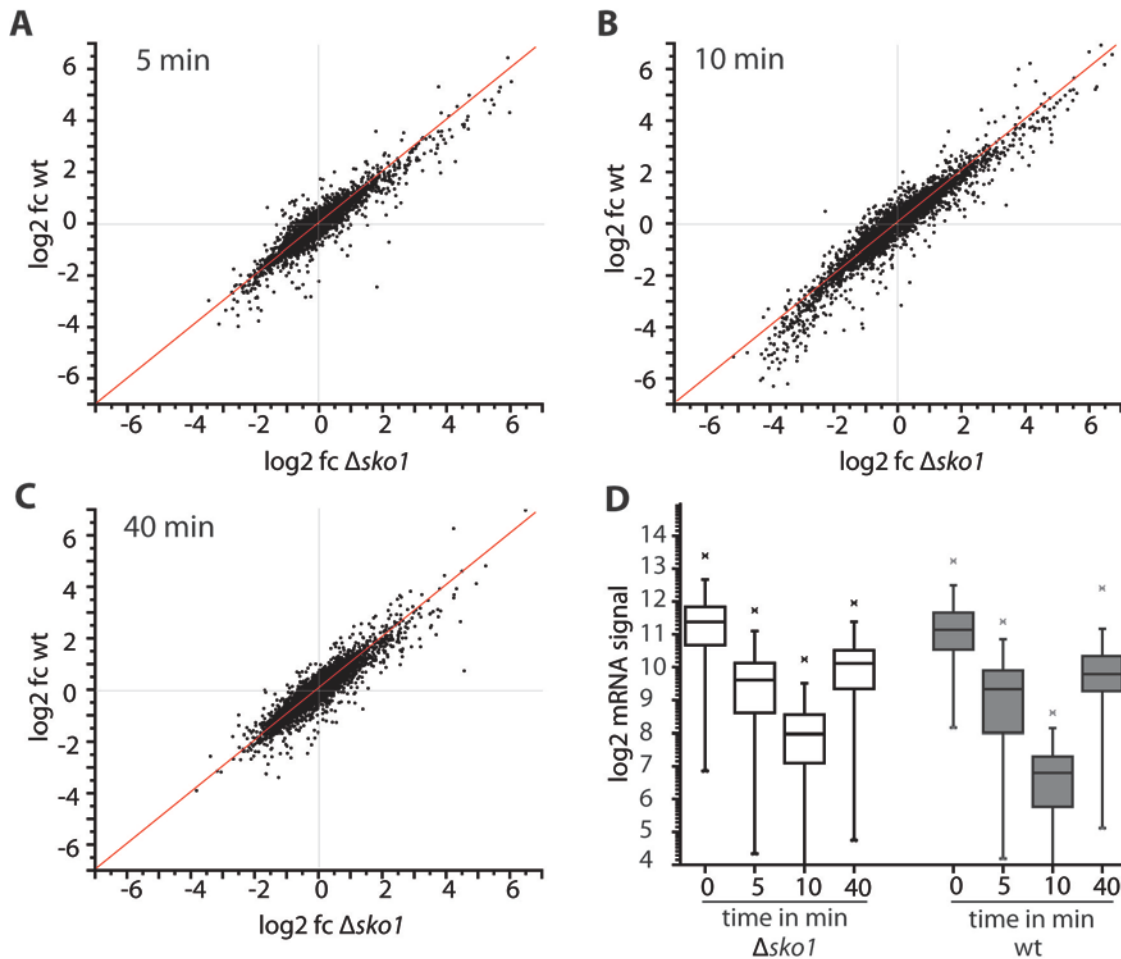 A
5 min
6
4
2
0
-2
-4
-6
log2 fc wt
-6 -4 -2 0 2 4 6
log2 fc Δsko1
B
10 min
6
4
2
0
-2
-4
-6
log2 fc wt
-6 -4 -2 0 2 4 6
log2 fc Δsko1
C
40 min
6
4
2
0
-2
-4
-6
log2 fc wt
-6 -4 -2 0 2 4 6
log2 fc Δsko1
D
14
13
12
11
10
9
8
7
6
5
4
log2 mRNA signal
0 5 10 40 0 5 10 40
time in min time in min
Δsko1 wt